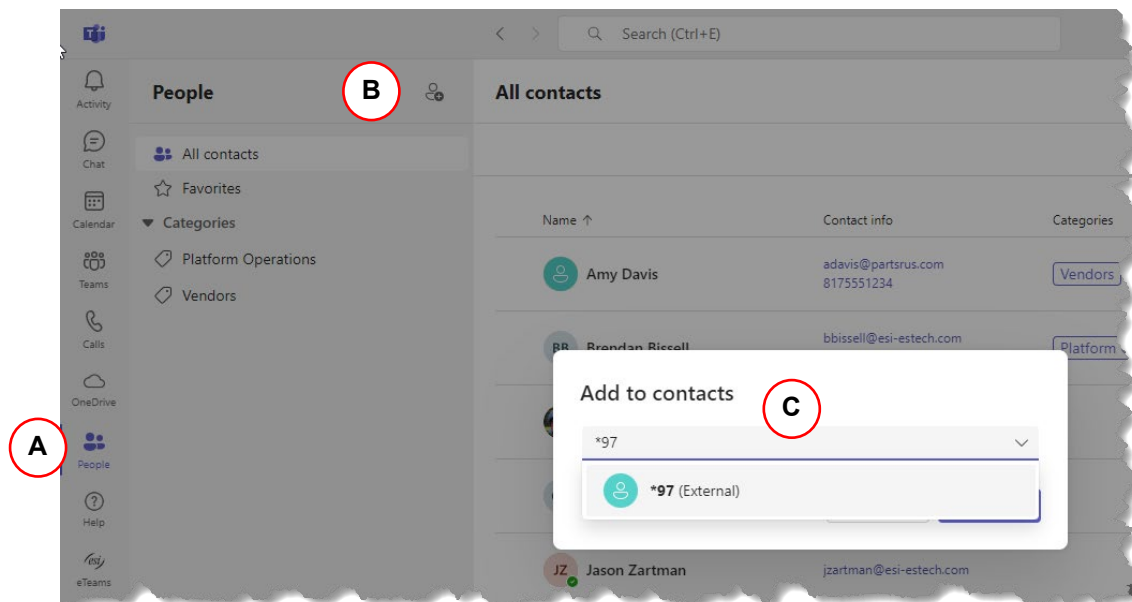 Search (Ctrl+E)
Activity
Chat
Calendar
Teams
Calls
OneDrive
A
People
Help
esi
eTeams
People
B
All contacts
Favorites
Categories
Platform Operations
Vendors
All contacts
Name ↑
Contact info
Categories
Amy Davis
adavis@partsrus.com
8175551234
Vendors
BB
Brendan Bissell
bbissell@esi-estech.com
Platform
Add to contacts
C
*97
*97 (External)
JZ
Jason Zartman
jzartman@esi-estech.com